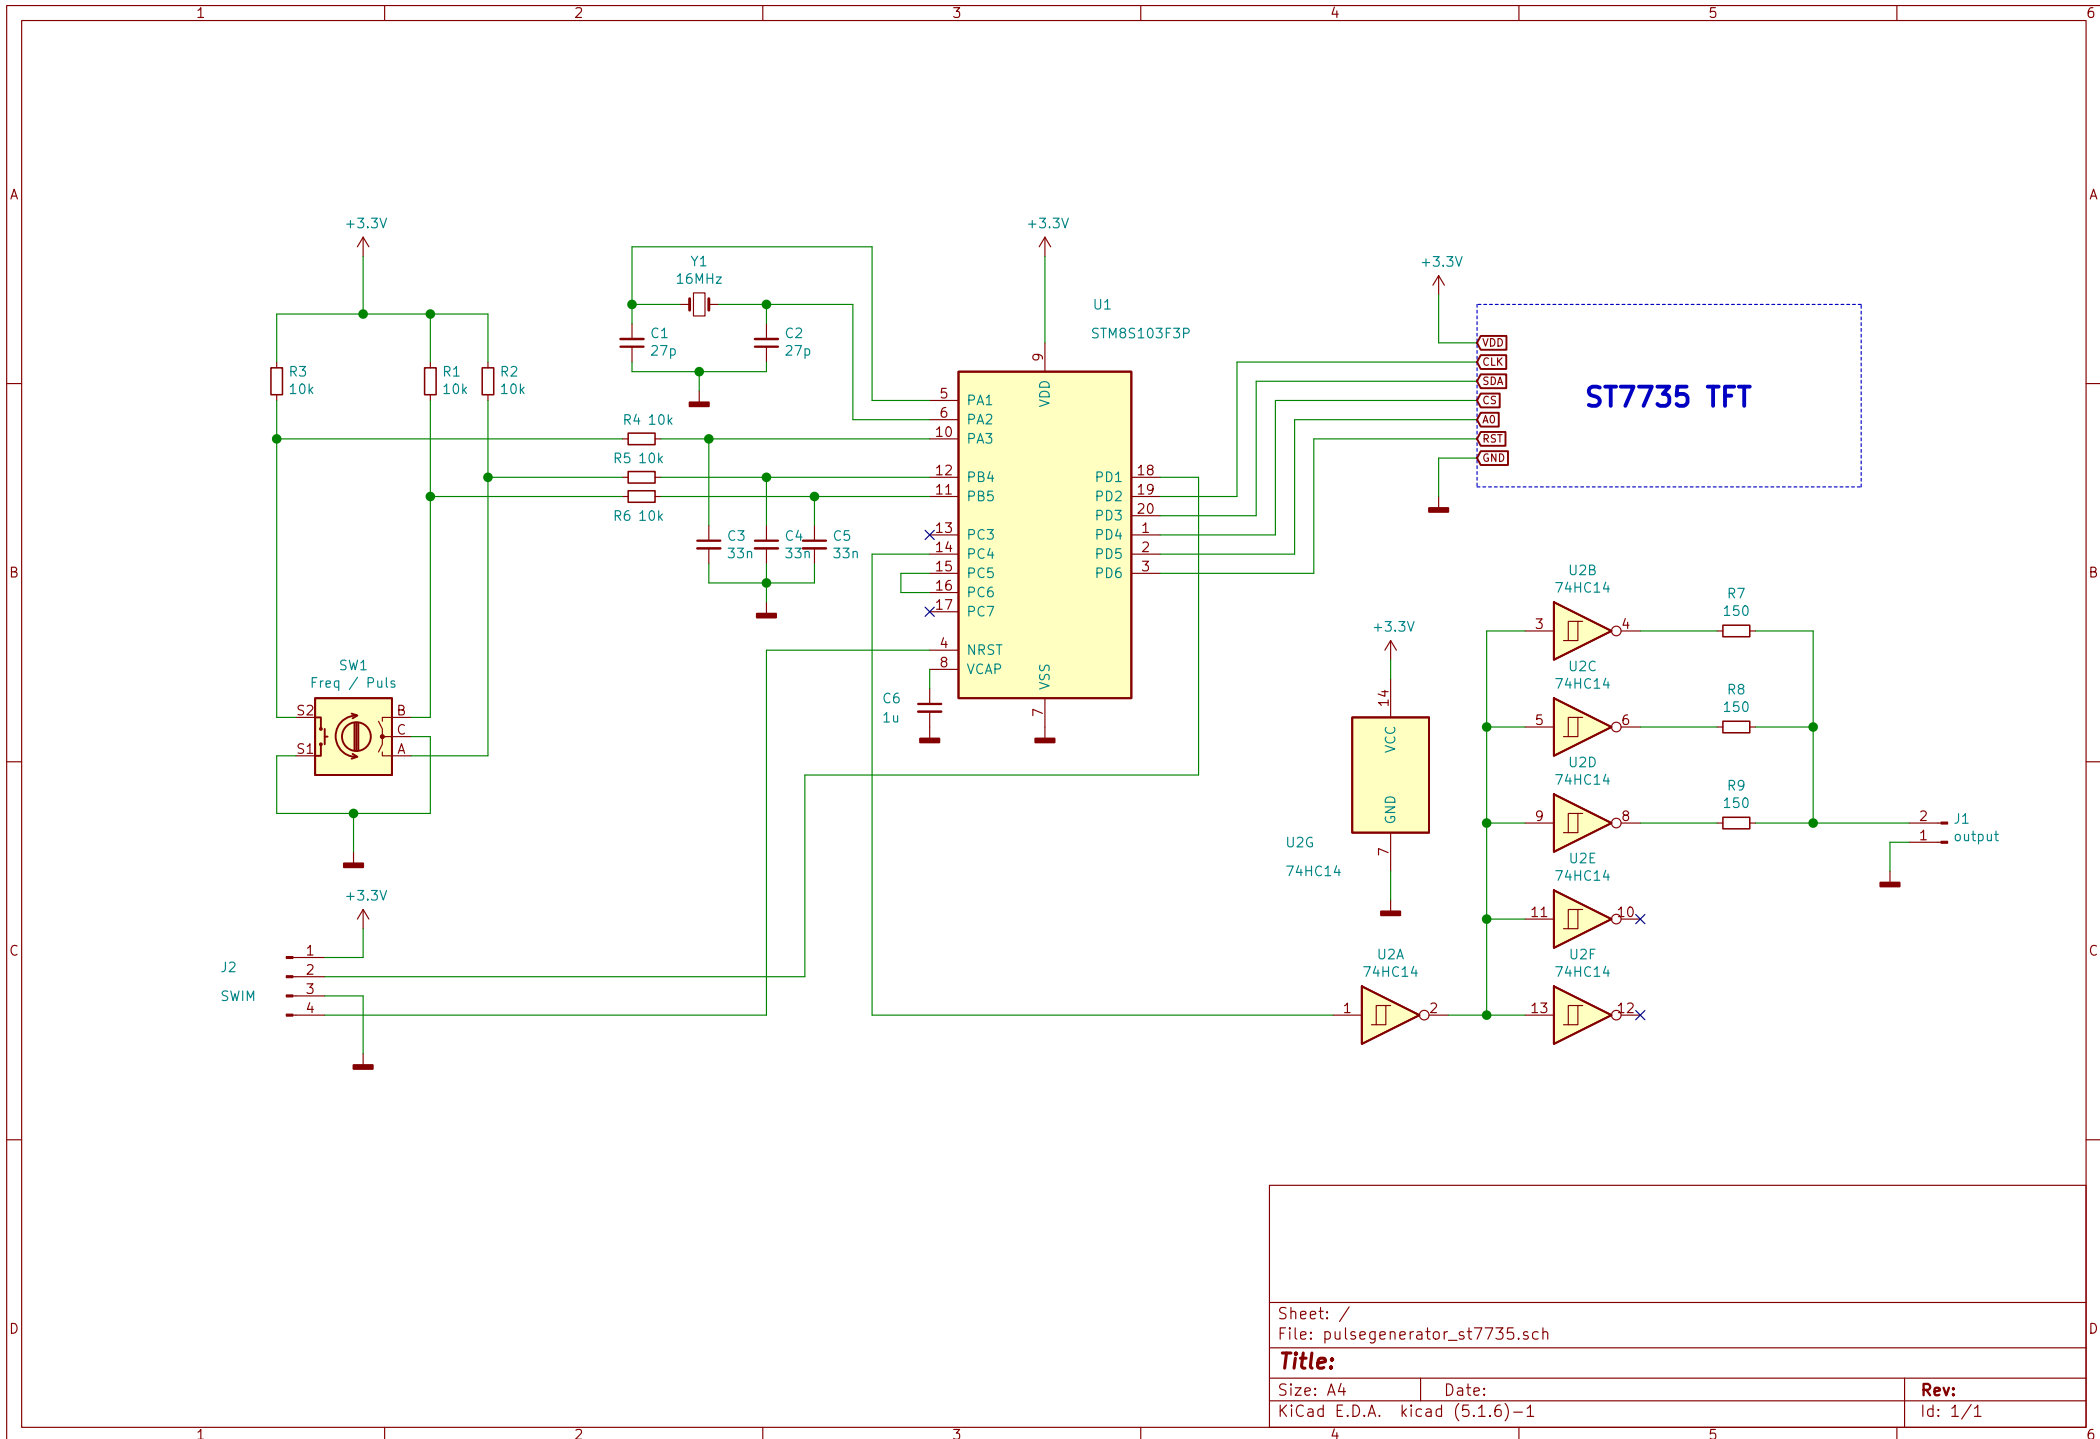 1 2 3 4 5 6
A A
B B
C C
D D
1 2 3 4 5 6
+3.3V
R3
10k
R1
10k
R2
10k
SW1
Freq / Puls
S2
S1
B
C
A
+3.3V
J2
SWIM
1
2
3
4
Y1
16MHz
C1
27p
C2
27p
R4 10k
R5 10k
R6 10k
C3
33n
C4
33n
C5
33n
C6
1u
+3.3V
U1
STM8S103F3P
9
VDD
5 PA1
6 PA2
10 PA3
12 PB4
11 PB5
13 PC3
14 PC4
15 PC5
16 PC6
17 PC7
4 NRST
8 VCAP
VSS
7
PD1 18
PD2 19
PD3 20
PD4 1
PD5 2
PD6 3
+3.3V
VDD
CLK
SDA
CS
A0
RST
GND
ST7735 TFT
+3.3V
14
VCC
GND
7
U2G
74HC14
U2A
74HC14
1 2
U2B
74HC14
3 4
U2C
74HC14
5 6
U2D
74HC14
9 8
U2E
74HC14
11 10
U2F
74HC14
13 12
R7
150
R8
150
R9
150
2
1
J1
output
Sheet: /
File: pulsegenerator_st7735.sch
Title:
Size: A4 Date: Rev:
KiCad E.D.A. kicad (5.1.6)-1 Id: 1/1